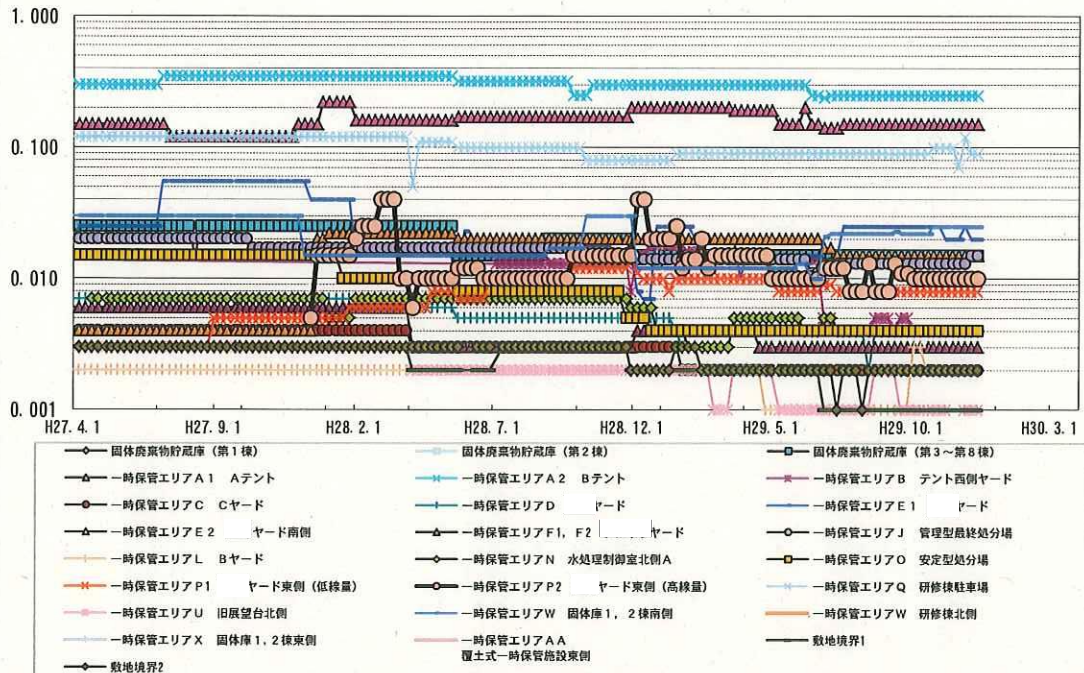 1.000
0.100
0.010
0.001
H27.4.1 H27.9.1 H28.2.1 H28.7.1 H28.12.1 H29.5.1 H29.10.1 H30.3.1
固体廃棄物貯蔵庫（第1棟） 固体廃棄物貯蔵庫（第2棟） 固体廃棄物貯蔵庫（第3～第8棟）
一時保管エリアA1 Aテント 一時保管エリアA2 Bテント 一時保管エリアB テント西側ヤード
一時保管エリアC Cヤード 一時保管エリアD ヤード 一時保管エリアE1 ヤード
一時保管エリアE2 ヤード南側 一時保管エリアF1, F2 ヤード 一時保管エリアJ 管理型最終処分場
一時保管エリアL Bヤード 一時保管エリアN 水処理制御室北側A 一時保管エリアO 安定型処分場
一時保管エリアP1 ヤード東側（低線量） 一時保管エリアP2 ヤード東側（高線量） 一時保管エリアQ 研修棟駐車場
一時保管エリアU 旧展望台北側 一時保管エリアW 固体庫1, 2棟南側 一時保管エリアW 研修棟北側
一時保管エリアX 固体庫1, 2棟東側 一時保管エリアAA 敷地境界1
覆土式一時保管施設東側
敷地境界2